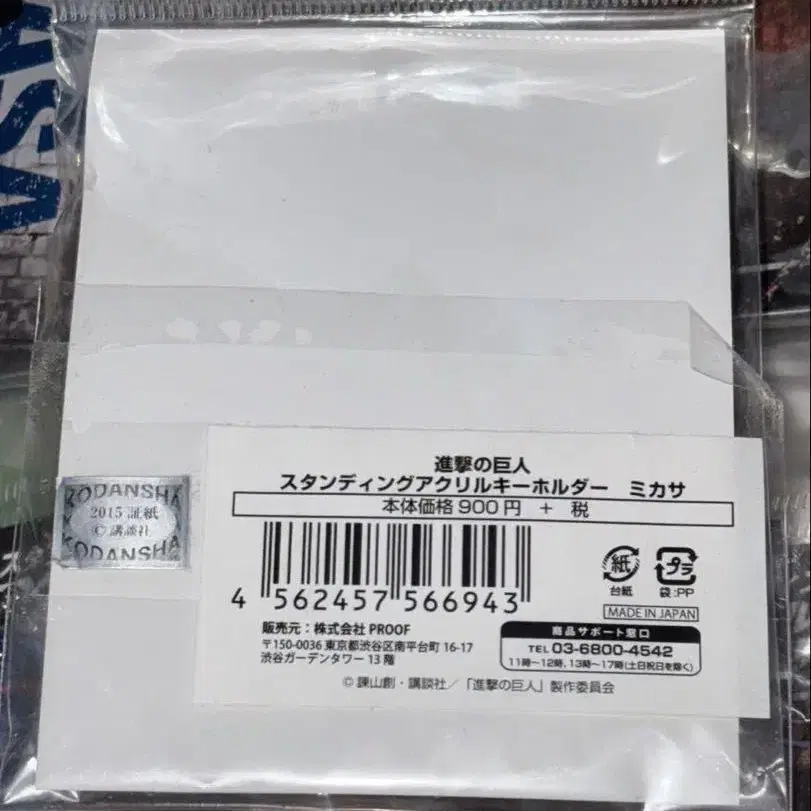 進撃の巨人
スタンディングアクリルキーホルダー ミカサ
本体価格900円 + 税
KODANSHA
2015 証紙
© 講談社
KODANSHA
4 562457 566943
紙
台紙
プラ
袋:PP
MADE IN JAPAN
販売元:株式会社 PROOF
〒150-0036 東京都渋谷区南平台町 16-17
渋谷ガーデンタワー 13 階
商品サポート窓口
TEL 03-6800-4542
11時~12時, 13時~17時(土日祝日を除く)
© 諫山創・講談社/「進撃の巨人」製作委員会